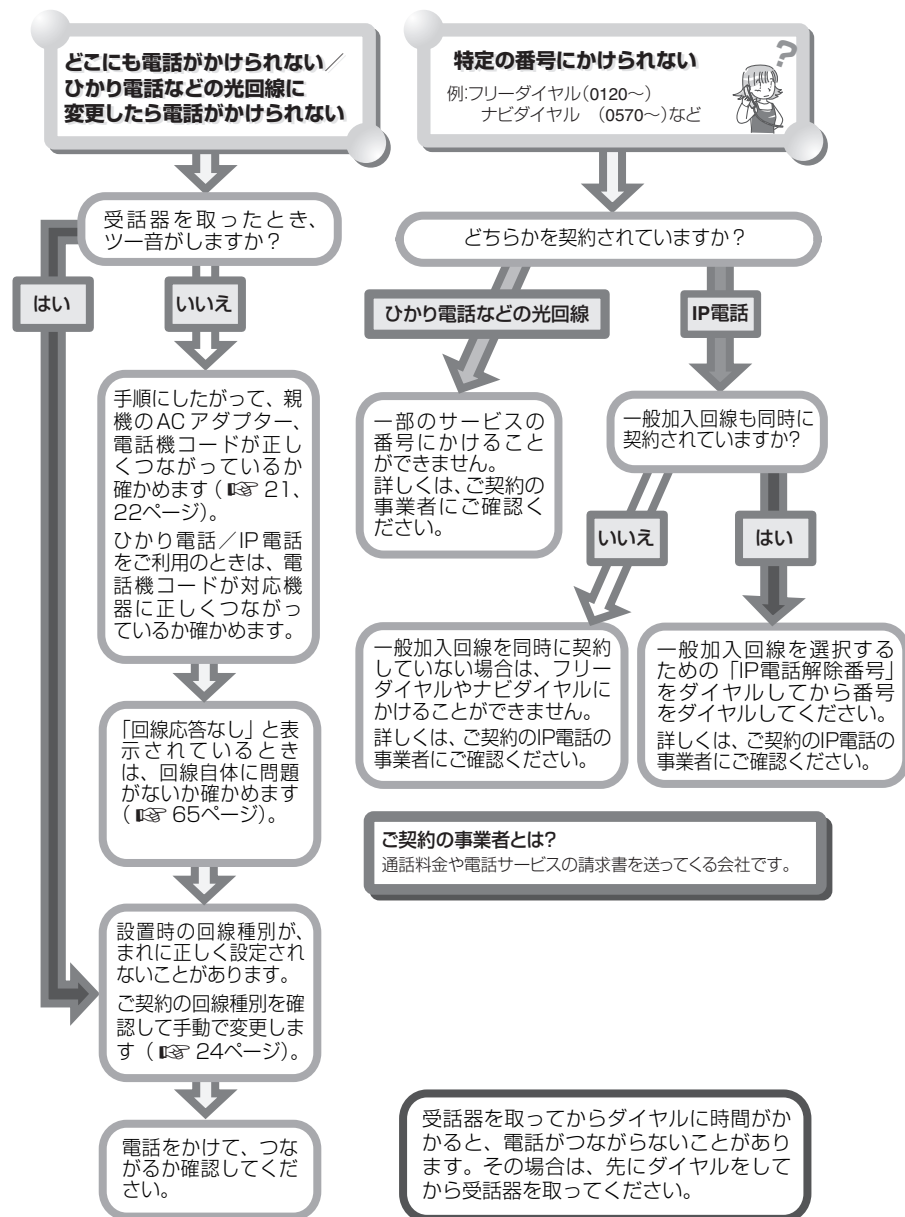 どこにも電話がかけられない／
ひかり電話などの光回線に
変更したら電話がかけられない
受話器を取ったとき、
ツー音がしますか？
はい
いいえ
手順にしたがって、親
機のACアダプター、
電話機コードが正し
くつながっているか
確かめます（☞ 21、
22ページ）。
ひかり電話／IP電話
をご利用のときは、電
話機コードが対応機
器に正しくつながっ
ているか確かめます。
「回線応答なし」と表
示されているとき
は、回線自体に問題
がないか確かめます
（☞ 65ページ）。
設置時の回線種別が、
まれに正しく設定され
ないことがあります。
ご契約の回線種別を確
認して手動で変更しま
す（☞ 24ページ）。
電話をかけて、つな
がるか確認してくだ
さい。
特定の番号にかけられない
例:フリーダイヤル（0120～）
ナビダイヤル （0570～）など
?
どちらかを契約されていますか？
ひかり電話などの光回線
IP電話
一部のサービスの
番号にかけること
ができません。
詳しくは、ご契約の
事業者にご確認く
ださい。
一般加入回線も同時に
契約されていますか?
いいえ
はい
一般加入回線を同時に契約
していない場合は、フリー
ダイヤルやナビダイヤルに
かけることができません。
詳しくは、ご契約のIP電話の
事業者にご確認ください。
一般加入回線を選択する
ための「IP電話解除番号」
をダイヤルしてから番号
をダイヤルしてください。
詳しくは、ご契約のIP電話の
事業者にご確認ください。
ご契約の事業者とは?
通話料金や電話サービスの請求書を送ってくる会社です。
受話器を取ってからダイヤルに時間がか
かると、電話がつながらないことがあり
ます。その場合は、先にダイヤルをして
から受話器を取ってください。